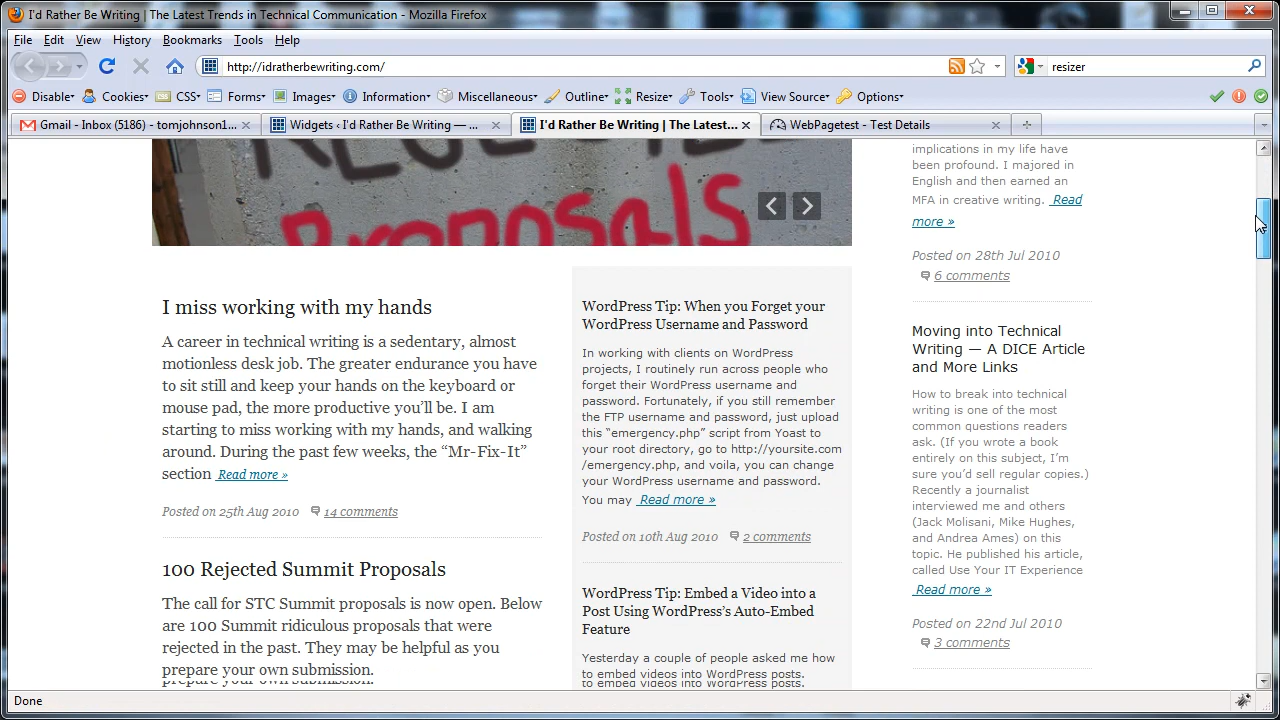 I'd Rather Be Writing | The Latest Trends in Technical Communication - Mozilla Firefox
File Edit View History Bookmarks Tools Help
http://idratherbewriting.com/
resizer
Disable Cookies CSS Forms Images Information Miscellaneous Outline Resize Tools View Source Options
Gmail - Inbox (5186) - tomjohnson1...
Widgets ‹ I'd Rather Be Writing — ...
I'd Rather Be Writing | The Latest...
WebPagetest - Test Details
Proposals
I miss working with my hands
A career in technical writing is a sedentary, almost
motionless desk job. The greater endurance you have
to sit still and keep your hands on the keyboard or
mouse pad, the more productive you'll be. I am
starting to miss working with my hands, and walking
around. During the past few weeks, the “Mr-Fix-It”
section Read more »
Posted on 25th Aug 2010 14 comments
100 Rejected Summit Proposals
The call for STC Summit proposals is now open. Below
are 100 Summit ridiculous proposals that were
rejected in the past. They may be helpful as you
prepare your own submission.
prepare your own submission.
WordPress Tip: When you Forget your
WordPress Username and Password
In working with clients on WordPress
projects, I routinely run across people who
forget their WordPress username and
password. Fortunately, if you still remember
the FTP username and password, just upload
this “emergency.php” script from Yoast to
your root directory, go to http://yoursite.com
/emergency.php, and voila, you can change
your WordPress username and password.
You may Read more »
Posted on 10th Aug 2010 2 comments
WordPress Tip: Embed a Video into a
Post Using WordPress’s Auto-Embed
Feature
Yesterday a couple of people asked me how
to embed videos into WordPress posts.
to embed videos into WordPress posts.
implications in my life have
been profound. I majored in
English and then earned an
MFA in creative writing. Read
more »
Posted on 28th Jul 2010
6 comments
Moving into Technical
Writing — A DICE Article
and More Links
How to break into technical
writing is one of the most
common questions readers
ask. (If you wrote a book
entirely on this subject, I’m
sure you’d sell regular copies.)
Recently a journalist
interviewed me and others
(Jack Molisani, Mike Hughes,
and Andrea Ames) on this
topic. He published his article,
called Use Your IT Experience
Read more »
Posted on 22nd Jul 2010
3 comments
Done